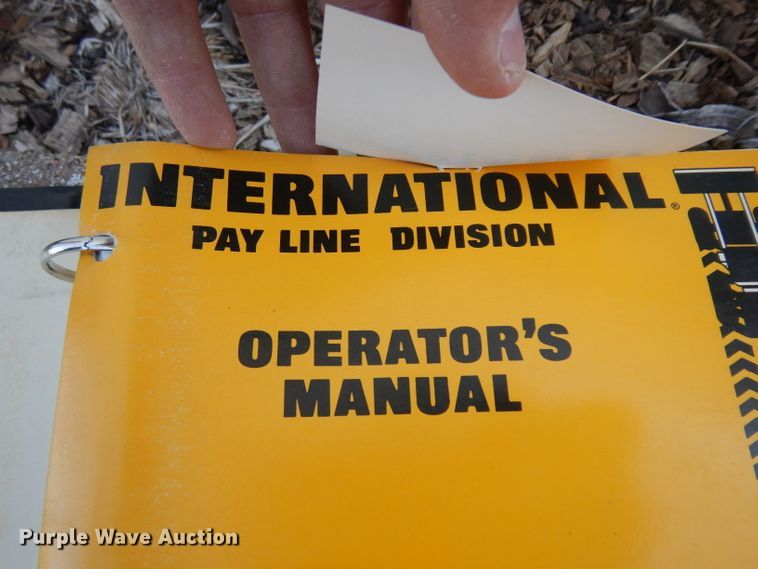 INTERNATIONAL®
PAY LINE DIVISION
OPERATOR'S
MANUAL
Purple Wave Auction